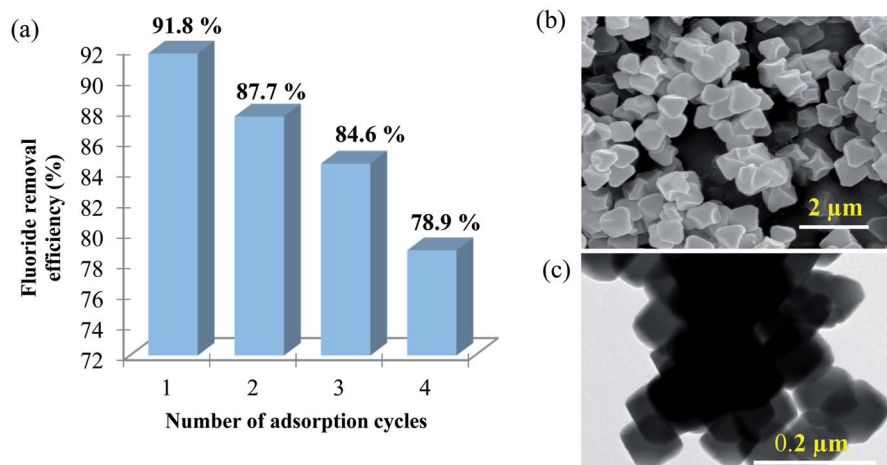 (a)
92
90
88
86
84
82
80
78
76
74
72
91.8 %
87.7 %
84.6 %
78.9 %
Fluoride removal
efficiency (%)
1 2 3 4
Number of adsorption cycles
(b)
2 µm
(c)
0.2 µm